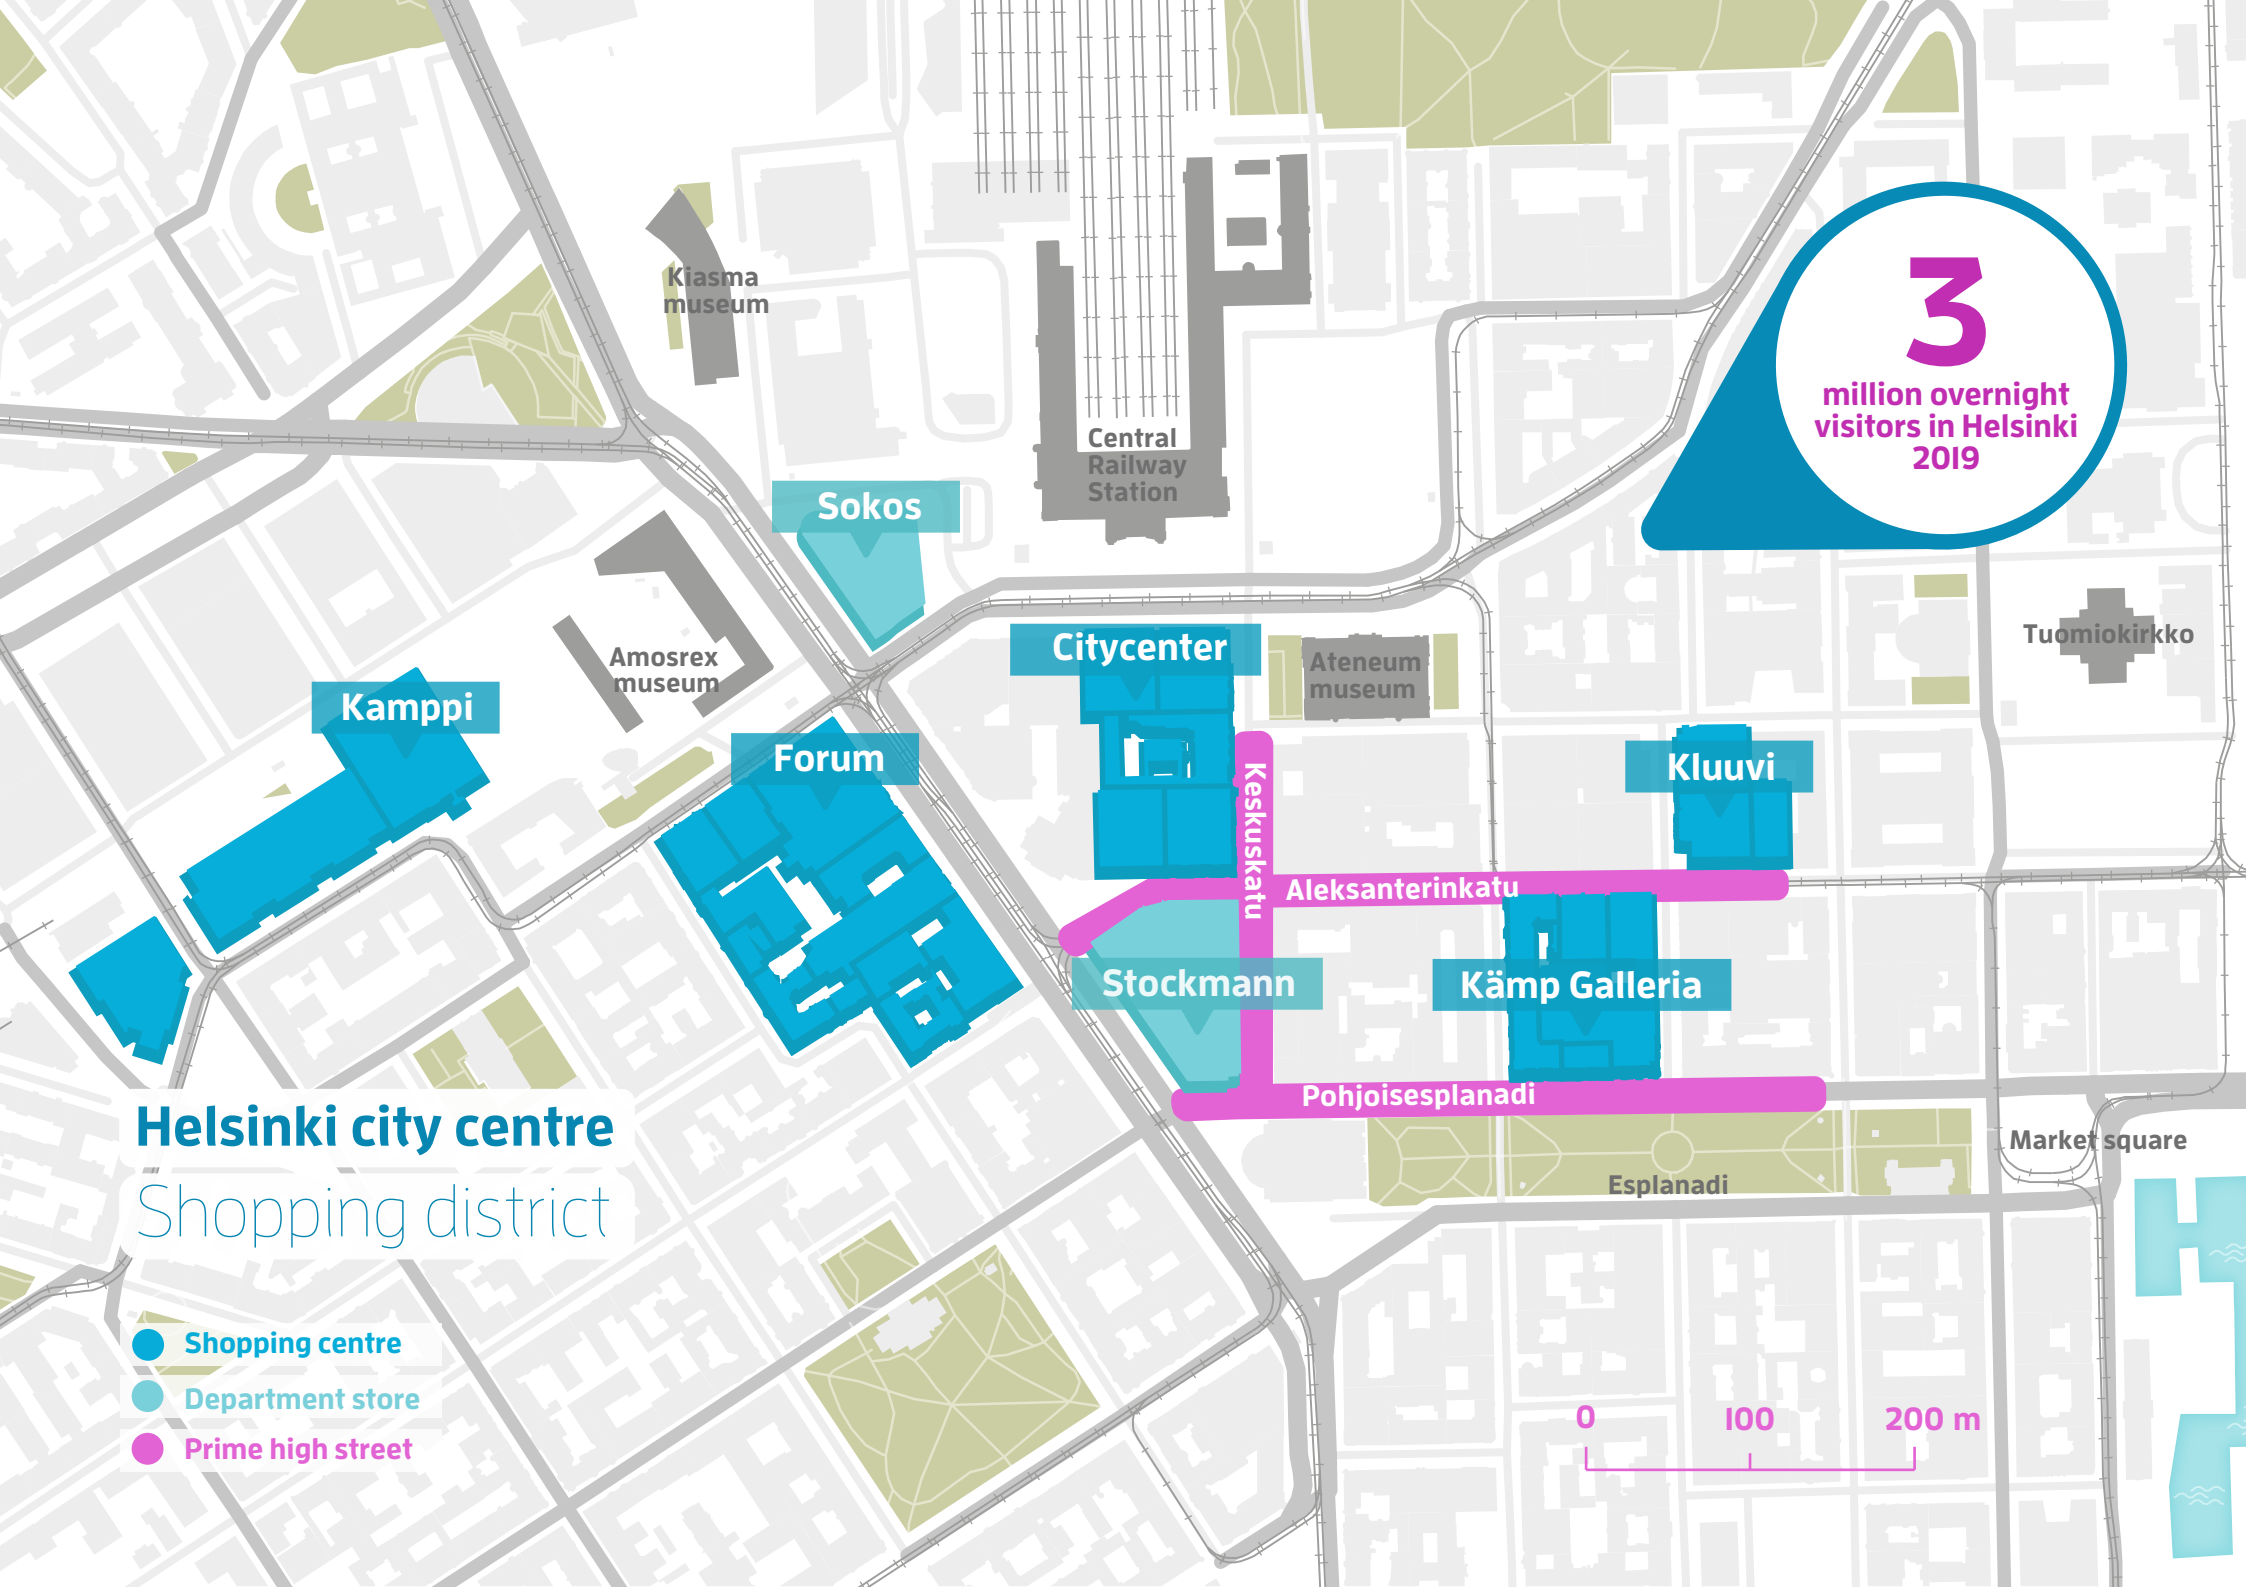 3
million overnight
visitors in Helsinki
2019
Kiasma
museum
Central
Railway
Station
Sokos
Amosrex
museum
Citycenter
Ateneum
museum
Tuomiokirkko
Kamppi
Forum
Kluuvi
Keskuskatu
Aleksanterinkatu
Stockmann
Kämp Galleria
Pohjoisesplanadi
Market square
Esplanadi
Helsinki city centre
Shopping district
Shopping centre
Department store
Prime high street
0 100 200 m